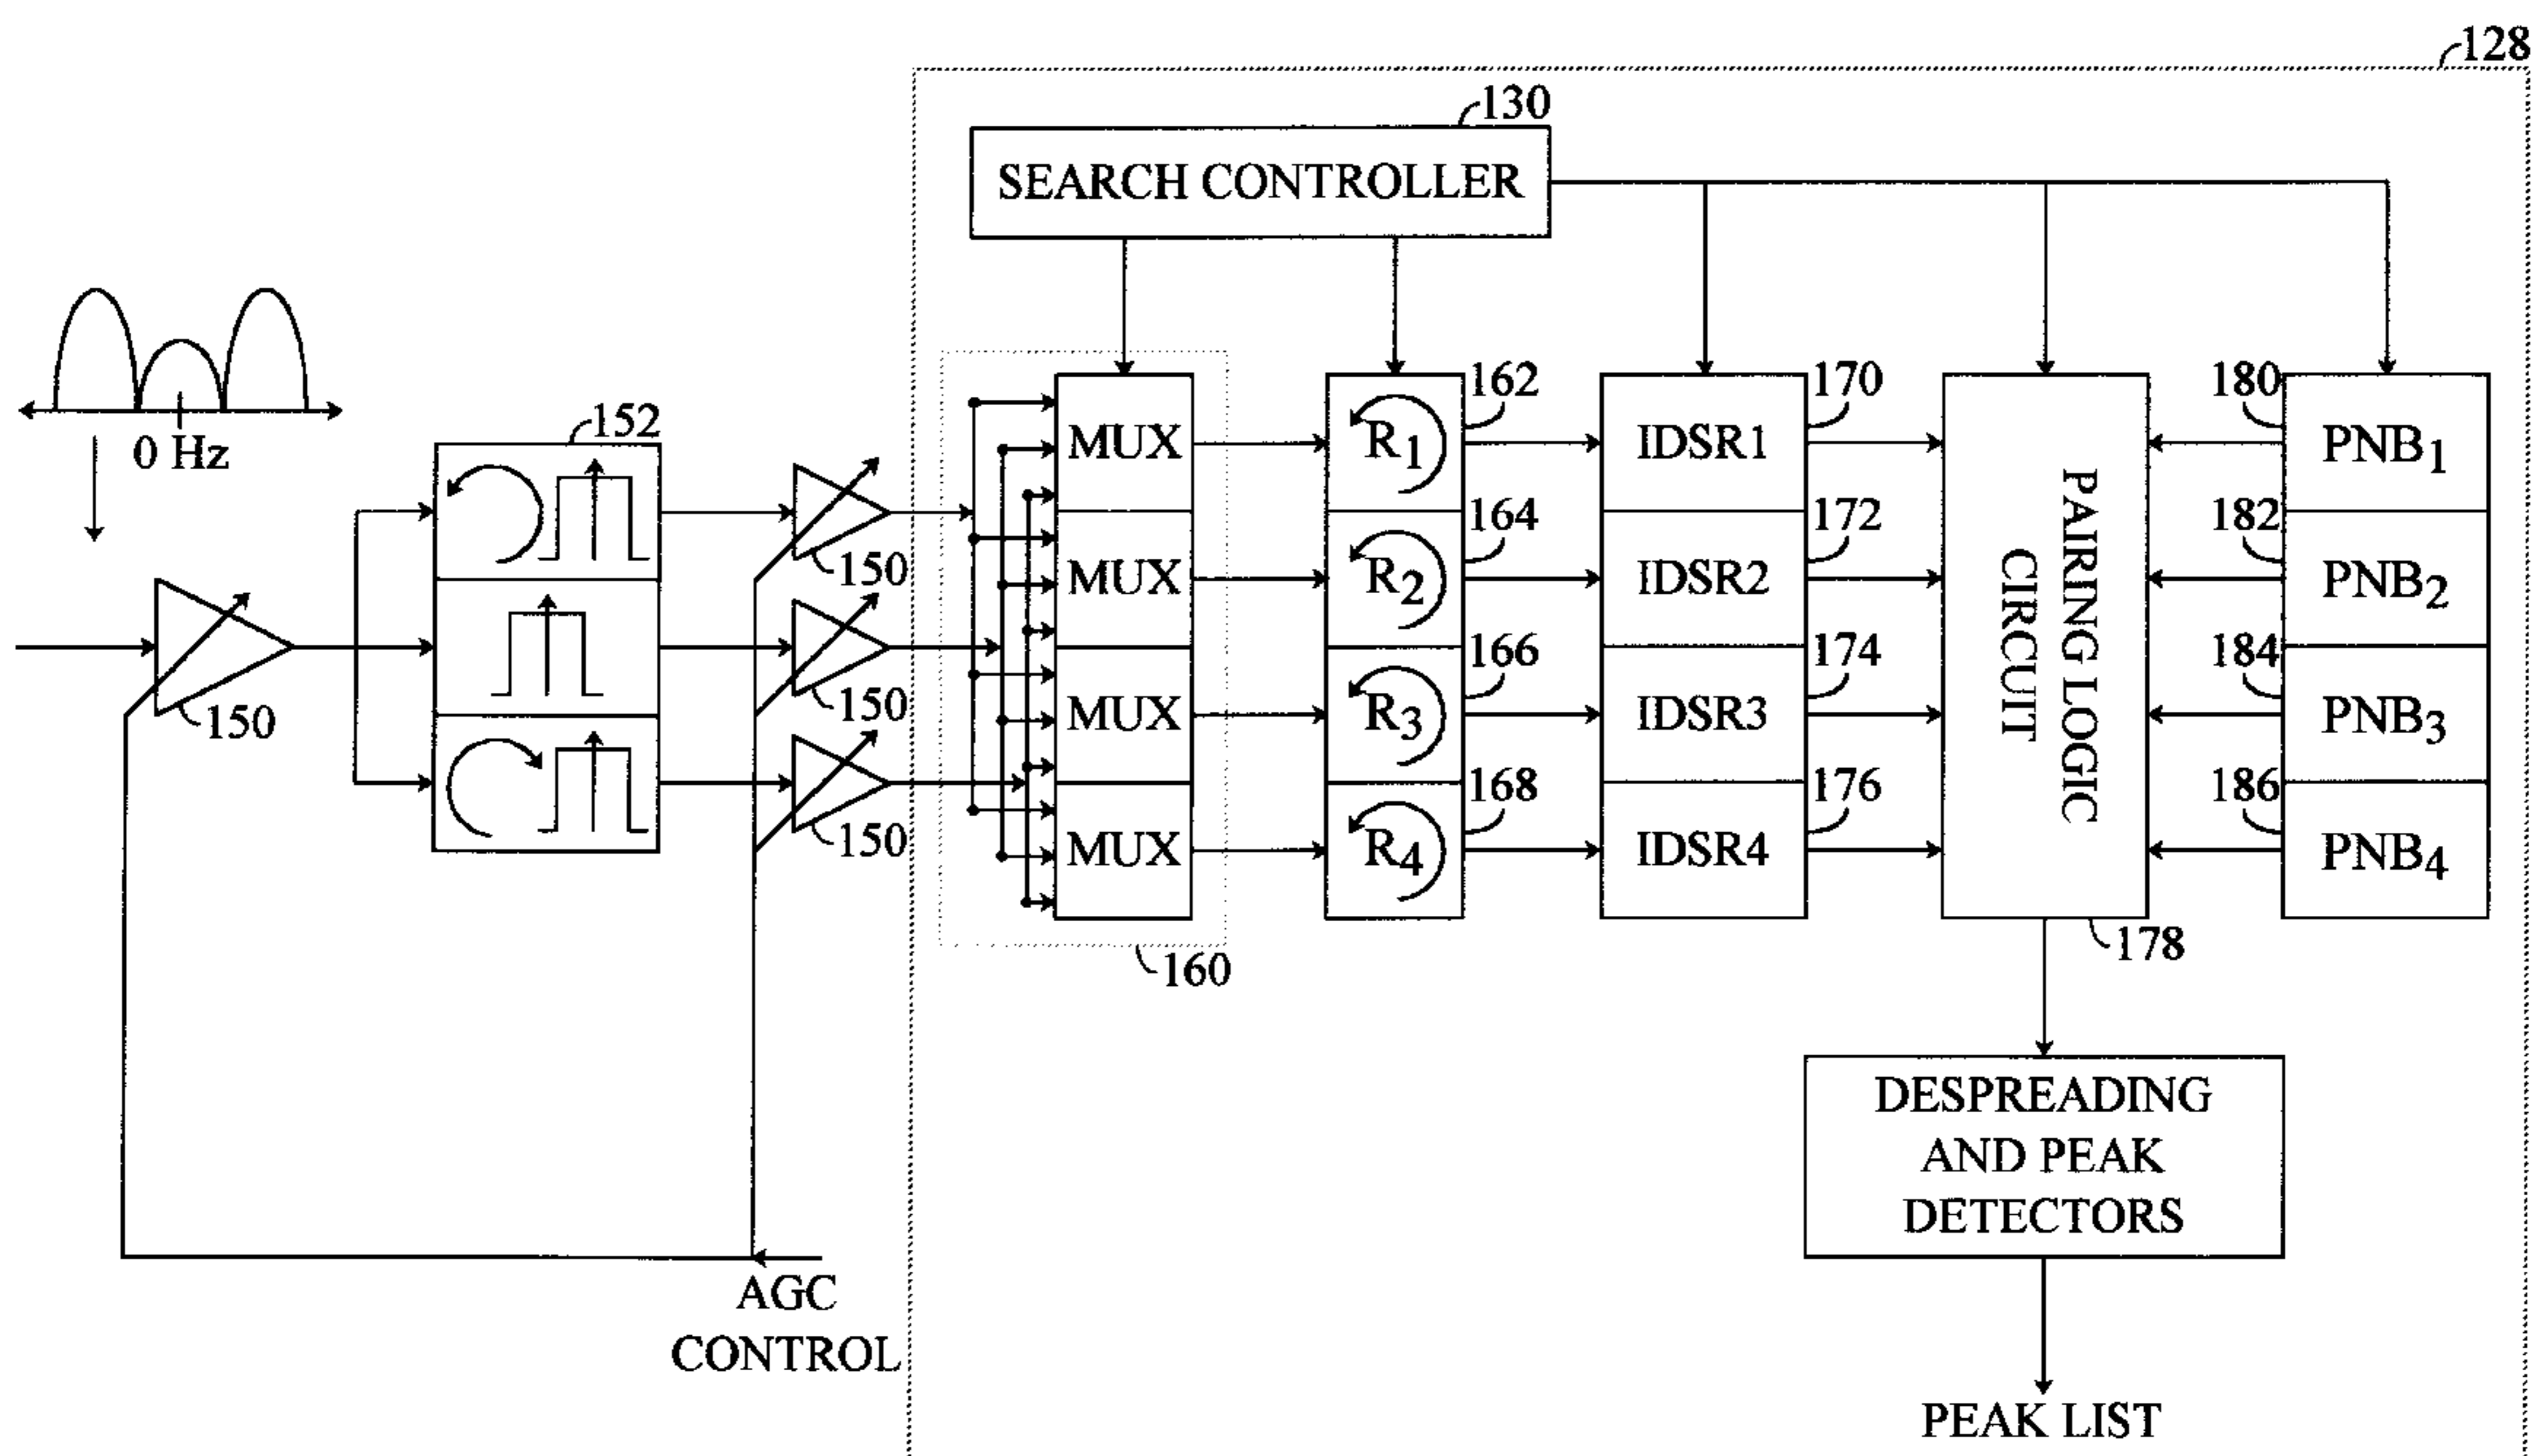 128
130
SEARCH CONTROLLER
0 Hz
152
150
150
150
150
AGC
CONTROL
MUX
MUX
MUX
MUX
160
R1
R2
R3
R4
162
164
166
168
IDSR1
IDSR2
IDSR3
IDSR4
170
172
174
176
PAIRING LOGIC
CIRCUIT
178
180
182
184
186
PNB1
PNB2
PNB3
PNB4
DESPREADING
AND PEAK
DETECTORS
PEAK LIST